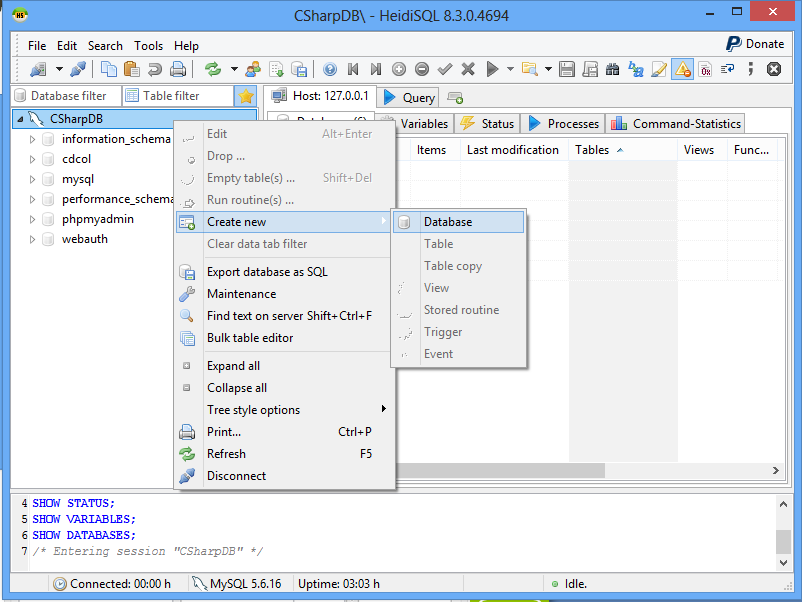 CSharpDB\ - HeidiSQL 8.3.0.4694
File Edit Search Tools Help
Donate
Database filter Table filter Host: 127.0.0.1 Query
Variables Status Processes Command-Statistics
Items Last modification Tables Views Func...
CSharpDB
information_schema
cdcol
mysql
performance_schema
phpmyadmin
webauth
Edit Alt+Enter
Drop ...
Empty table(s) ... Shift+Del
Run routine(s) ...
Create new
Clear data tab filter
Export database as SQL
Maintenance
Find text on server Shift+Ctrl+F
Bulk table editor
Expand all
Collapse all
Tree style options
Print... Ctrl+P
Refresh F5
Disconnect
Database
Table
Table copy
View
Stored routine
Trigger
Event
4 SHOW STATUS;
5 SHOW VARIABLES;
6 SHOW DATABASES;
7 /* Entering session "CSharpDB" */
Connected: 00:00 h MySQL 5.6.16 Uptime: 03:03 h Idle.